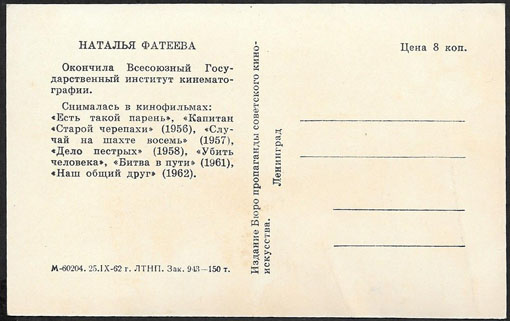 НАТАЛЬЯ ФАТЕЕВА
Окончила Всесоюзный Госу-
дарственный институт кинемато-
графии.
Снималась в кинофильмах:
«Есть такой парень», «Капитан
«Старой черепахи» (1956), «Слу-
чай на шахте восемь» (1957),
«Дело пестрых» (1958), «Убить
человека», «Битва в пути» (1961),
«Наш общий друг» (1962).
М-60204. 25.IX-62 г. ЛТНП. Зак. 943—150 т.
Издание Бюро пропаганды советского кино-
искусства.
Ленинград
Цена 8 коп.